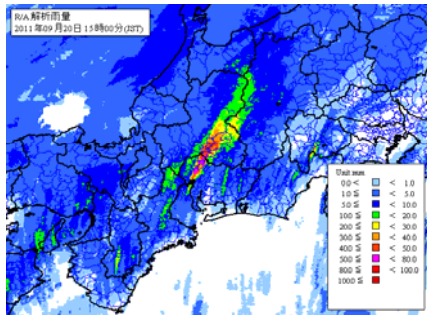 R/A 解析雨量
2011年09月20日 15時00分(JST)
Unit:mm
0.0 < < 1.0
1.0 ≦ < 5.0
5.0 ≦ < 10.0
10.0 ≦ < 20.0
20.0 ≦ < 30.0
30.0 ≦ < 40.0
40.0 ≦ < 50.0
50.0 ≦ < 80.0
80.0 ≦ < 100.0
100.0 ≦